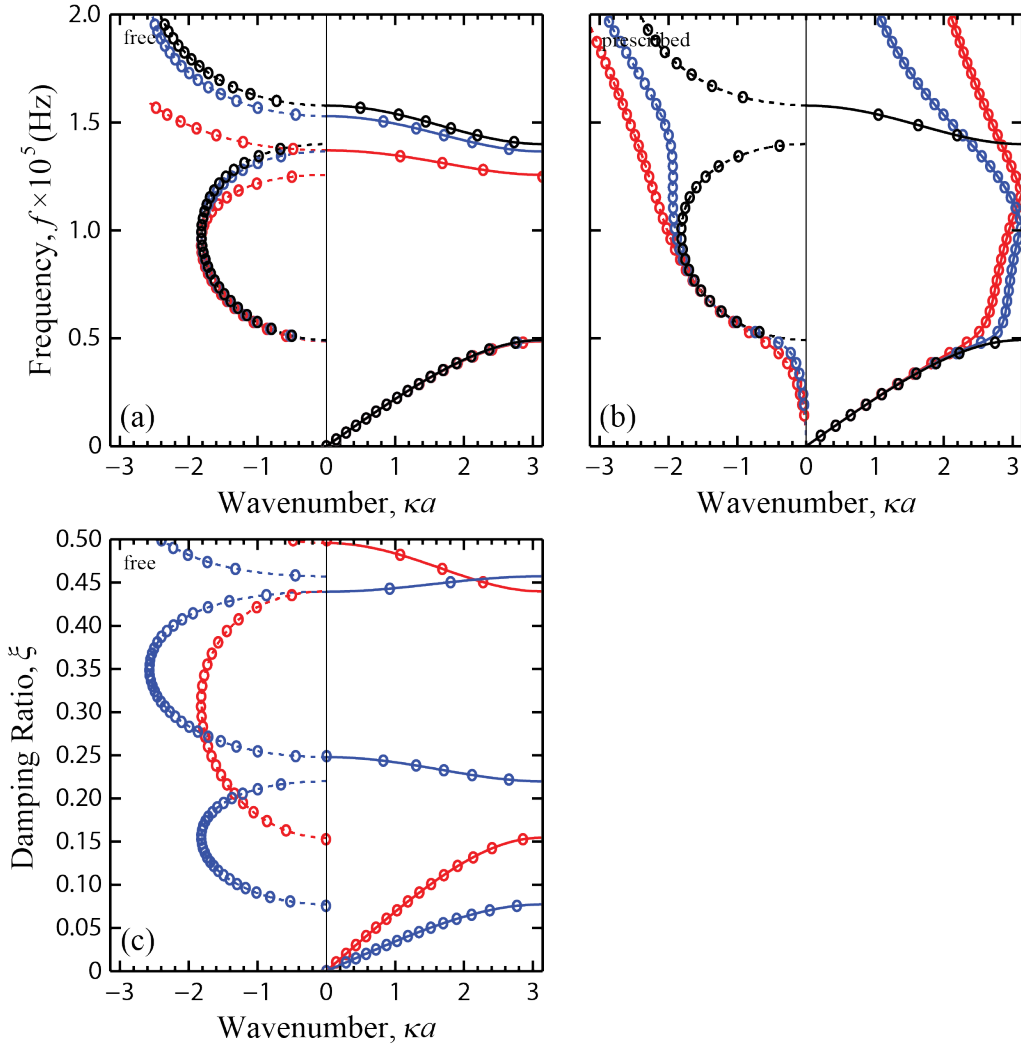 free
2.0
1.5
1.0
0.5
0
Frequency, f × 10⁵ (Hz)
(a)
−3 −2 −1 0 1 2 3
Wavenumber, κa
prescribed
(b)
−3 −2 −1 0 1 2 3
Wavenumber, κa
free
0.50
0.45
0.40
0.35
0.30
0.25
0.20
0.15
0.10
0.05
0
Damping Ratio, ξ
(c)
−3 −2 −1 0 1 2 3
Wavenumber, κa